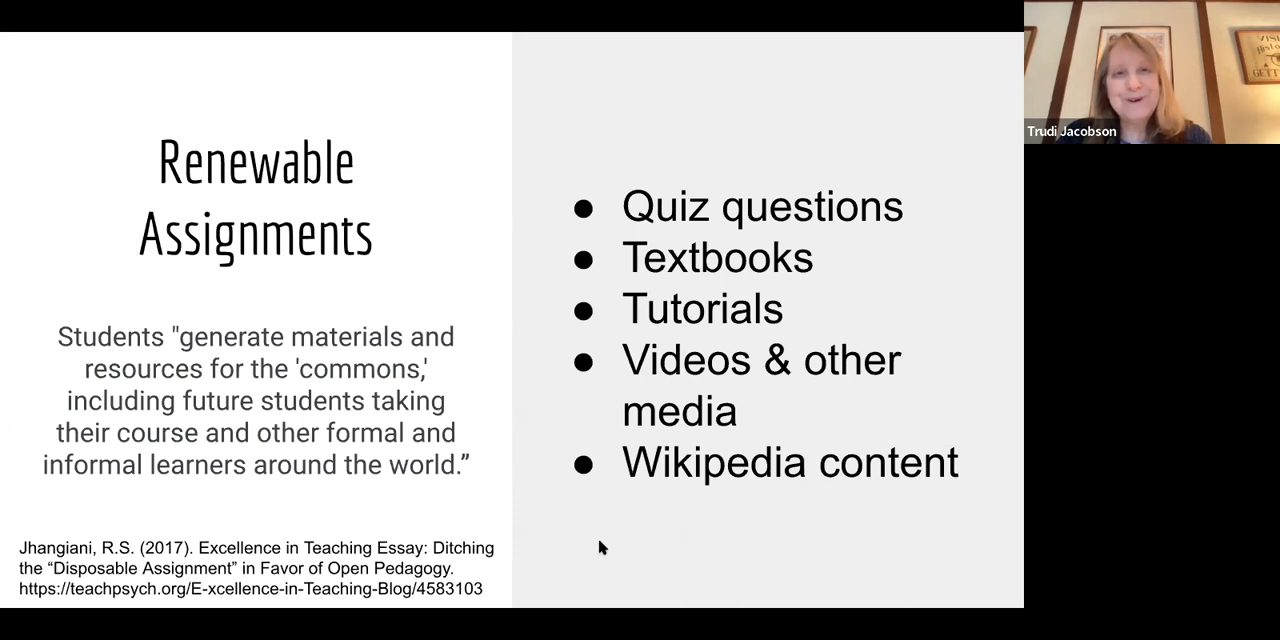 Renewable
Assignments
Students "generate materials and
resources for the 'commons,'
including future students taking
their course and other formal and
informal learners around the world.”
Jhangiani, R.S. (2017). Excellence in Teaching Essay: Ditching
the “Disposable Assignment” in Favor of Open Pedagogy.
https://teachpsych.org/E-xcellence-in-Teaching-Blog/4583103
● Quiz questions
● Textbooks
● Tutorials
● Videos & other
media
● Wikipedia content
Trudi Jacobson